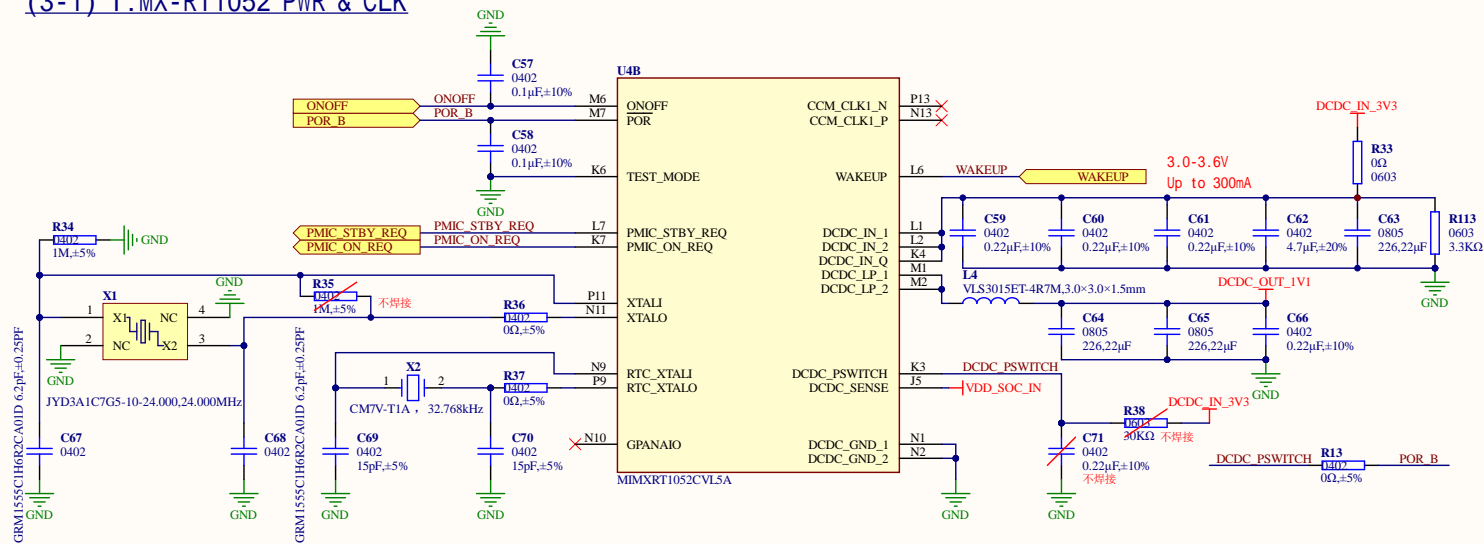 (3-1) I.MX-RT1052 PWR & CLK
GND
C57
0402
0.1μF,±10%
ONOFF
ONOFF
M6
ONOFF
POR_B
POR_B
M7
POR
C58
0402
0.1μF,±10%
K6
TEST_MODE
GND
PMIC_STBY_REQ
PMIC_STBY_REQ
L7
PMIC_STBY_REQ
PMIC_ON_REQ
PMIC_ON_REQ
K7
PMIC_ON_REQ
R34
0402
1M,±5%
GND
R35
0402
1M,±5%
不焊接
GND
X1
1
X1
NC
4
2
NC
X2
3
GND
JYD3A1C7G5-10-24.000,24.000MHz
P11
XTALI
R36
0402
0Ω,±5%
N11
XTALO
N9
RTC_XTALI
X2
1
2
CM7V-T1A , 32.768kHz
R37
0402
0Ω,±5%
P9
RTC_XTALO
N10
GPANAIO
C67
0402
GRM1555C1H6R2CA01D 6.2pF,±0.25PF
GND
C68
0402
GRM1555C1H6R2CA01D 6.2pF,±0.25PF
GND
C69
0402
15pF,±5%
GND
C70
0402
15pF,±5%
GND
U4B
MIMXRT1052CVL5A
CCM_CLK1_N
P13
CCM_CLK1_P
N13
WAKEUP
L6
WAKEUP
WAKEUP
DCDC_IN_1
L1
DCDC_IN_2
L2
DCDC_IN_Q
K4
DCDC_LP_1
M1
DCDC_LP_2
M2
DCDC_PSWITCH
K3
DCDC_PSWITCH
DCDC_SENSE
J5
VDD_SOC_IN
DCDC_GND_1
N1
DCDC_GND_2
N2
GND
3.0-3.6V
Up to 300mA
DCDC_IN_3V3
R33
0Ω
0603
C59
0402
0.22μF,±10%
C60
0402
0.22μF,±10%
C61
0402
0.22μF,±10%
C62
0402
4.7μF,±20%
C63
0805
226,22μF
R113
0603
3.3KΩ
GND
L4
VLS3015ET-4R7M,3.0×3.0×1.5mm
DCDC_OUT_1V1
C64
0805
226,22μF
C65
0805
226,22μF
C66
0402
0.22μF,±10%
GND
R38
0603
30KΩ
不焊接
DCDC_IN_3V3
C71
0402
0.22μF,±10%
不焊接
GND
DCDC_PSWITCH
R13
0402
0Ω,±5%
POR_B